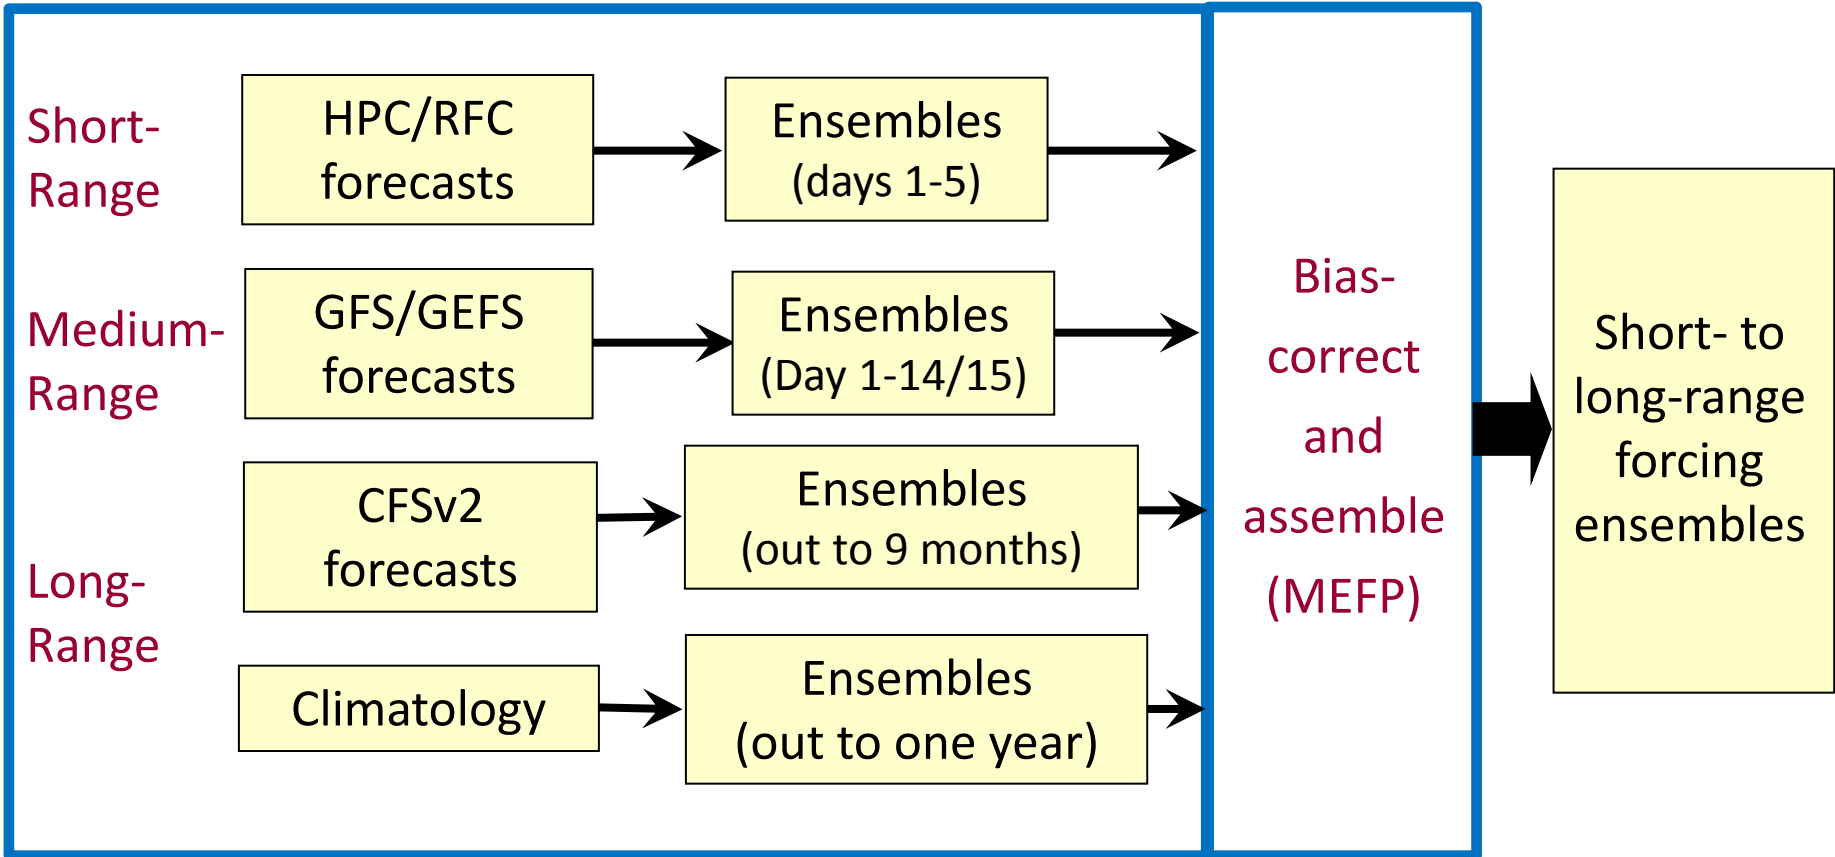 Short-
Range
HPC/RFC
forecasts
Ensembles
(days 1-5)
Medium-
Range
GFS/GEFS
forecasts
Ensembles
(Day 1-14/15)
Long-
Range
CFSv2
forecasts
Ensembles
(out to 9 months)
Climatology
Ensembles
(out to one year)
Bias-
correct
and
assemble
(MEFP)
Short- to
long-range
forcing
ensembles